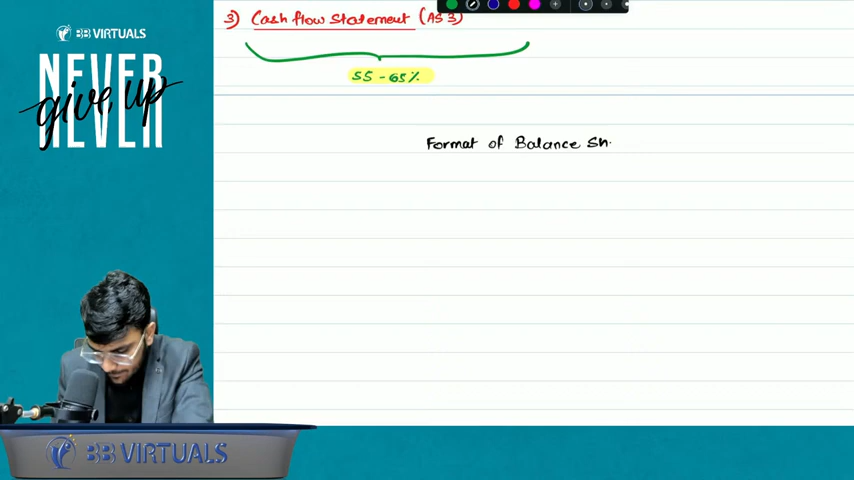 BB VIRTUALS
NEVER
give up
NEVER
3) Cash flow Statement (AS 3)
55 - 65%
Format of Balance Sh
BB VIRTUALS